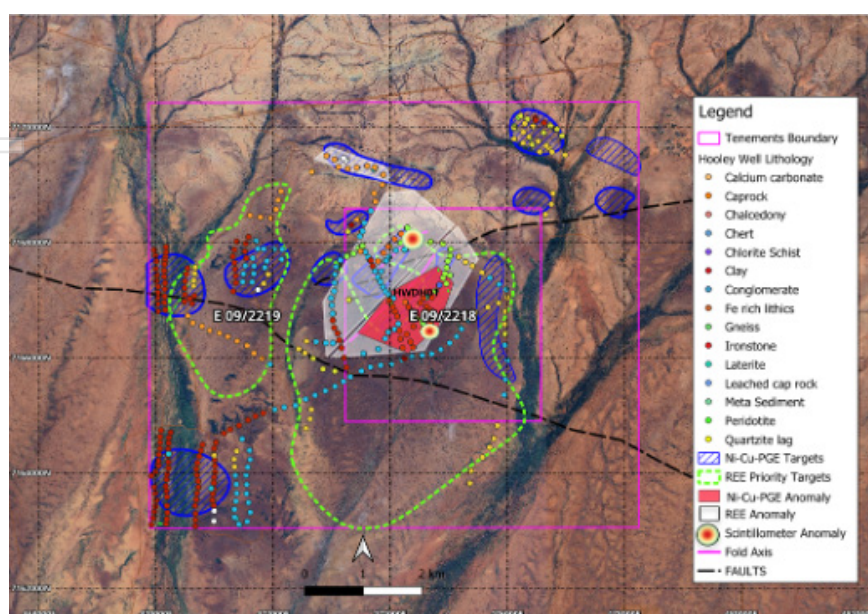 Legend
Tenements Boundary
Hooley Well Lithology
Calcium carbonate
Caprock
Chalcedony
Chert
Chlorite Schist
Clay
Conglomerate
Fe rich lithics
Gneiss
Ironstone
Laterite
Leached cap rock
Meta Sediment
Peridotite
Quartzite lag
Ni-Cu-PGE Targets
REE Priority Targets
Ni-Cu-PGE Anomaly
REE Anomaly
Scintillometer Anomaly
Fold Axis
FAULTS
E 09/2219
E 09/2218
0 1 2 km